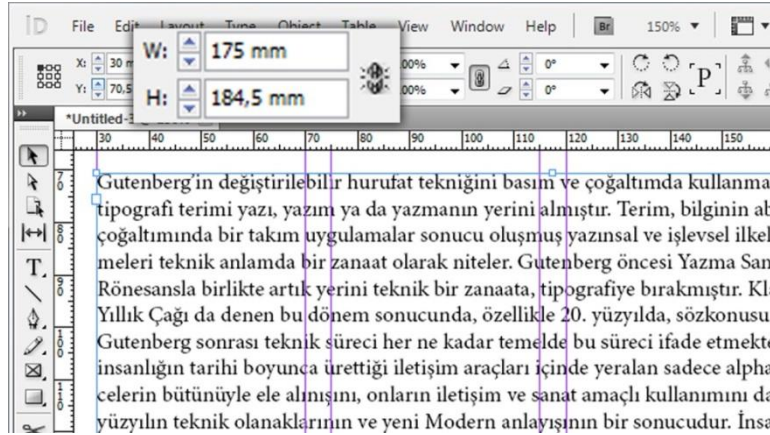 ID File Edit Layout Type Object Table View Window Help Br 150%
W: 175 mm
H: 184,5 mm
X: 30 m
Y: 70,5
00% 0°
00% 0°
P
*Untitled-3
30 40 50 60 70 80 90 100 110 120 130 140 150
70
80
90
100
110
T
Gutenberg'in değiştirilebilir hurufat tekniğini basım ve çoğaltımda kullanma
tipografi terimi yazı, yazım ya da yazmanın yerini almıştır. Terim, bilginin
çoğaltımında bir takım uygulamalar sonucu oluşmuş yazınsal ve işlevsel ilkel
meleri teknik anlamda bir zanaat olarak niteler. Gutenberg öncesi Yazma San
Rönesansla birlikte artık yerini teknik bir zanaata, tipografiye bırakmıştır. Kl
Yıllık Çağı da denen bu dönem sonucunda, özellikle 20. yüzyılda, sözkonusu
Gutenberg sonrası teknik süreci her ne kadar temelde bu süreci ifade etmekt
insanlığın tarihi boyunca ürettiği iletişim araçları içinde yeralan sadece alpha
celerin bütünüyle ele alınışını, onların iletişim ve sanat amaçlı kullanımını da
yüzyılın teknik olanaklarının ve yeni Modern anlayışının bir sonucudur. İnsa